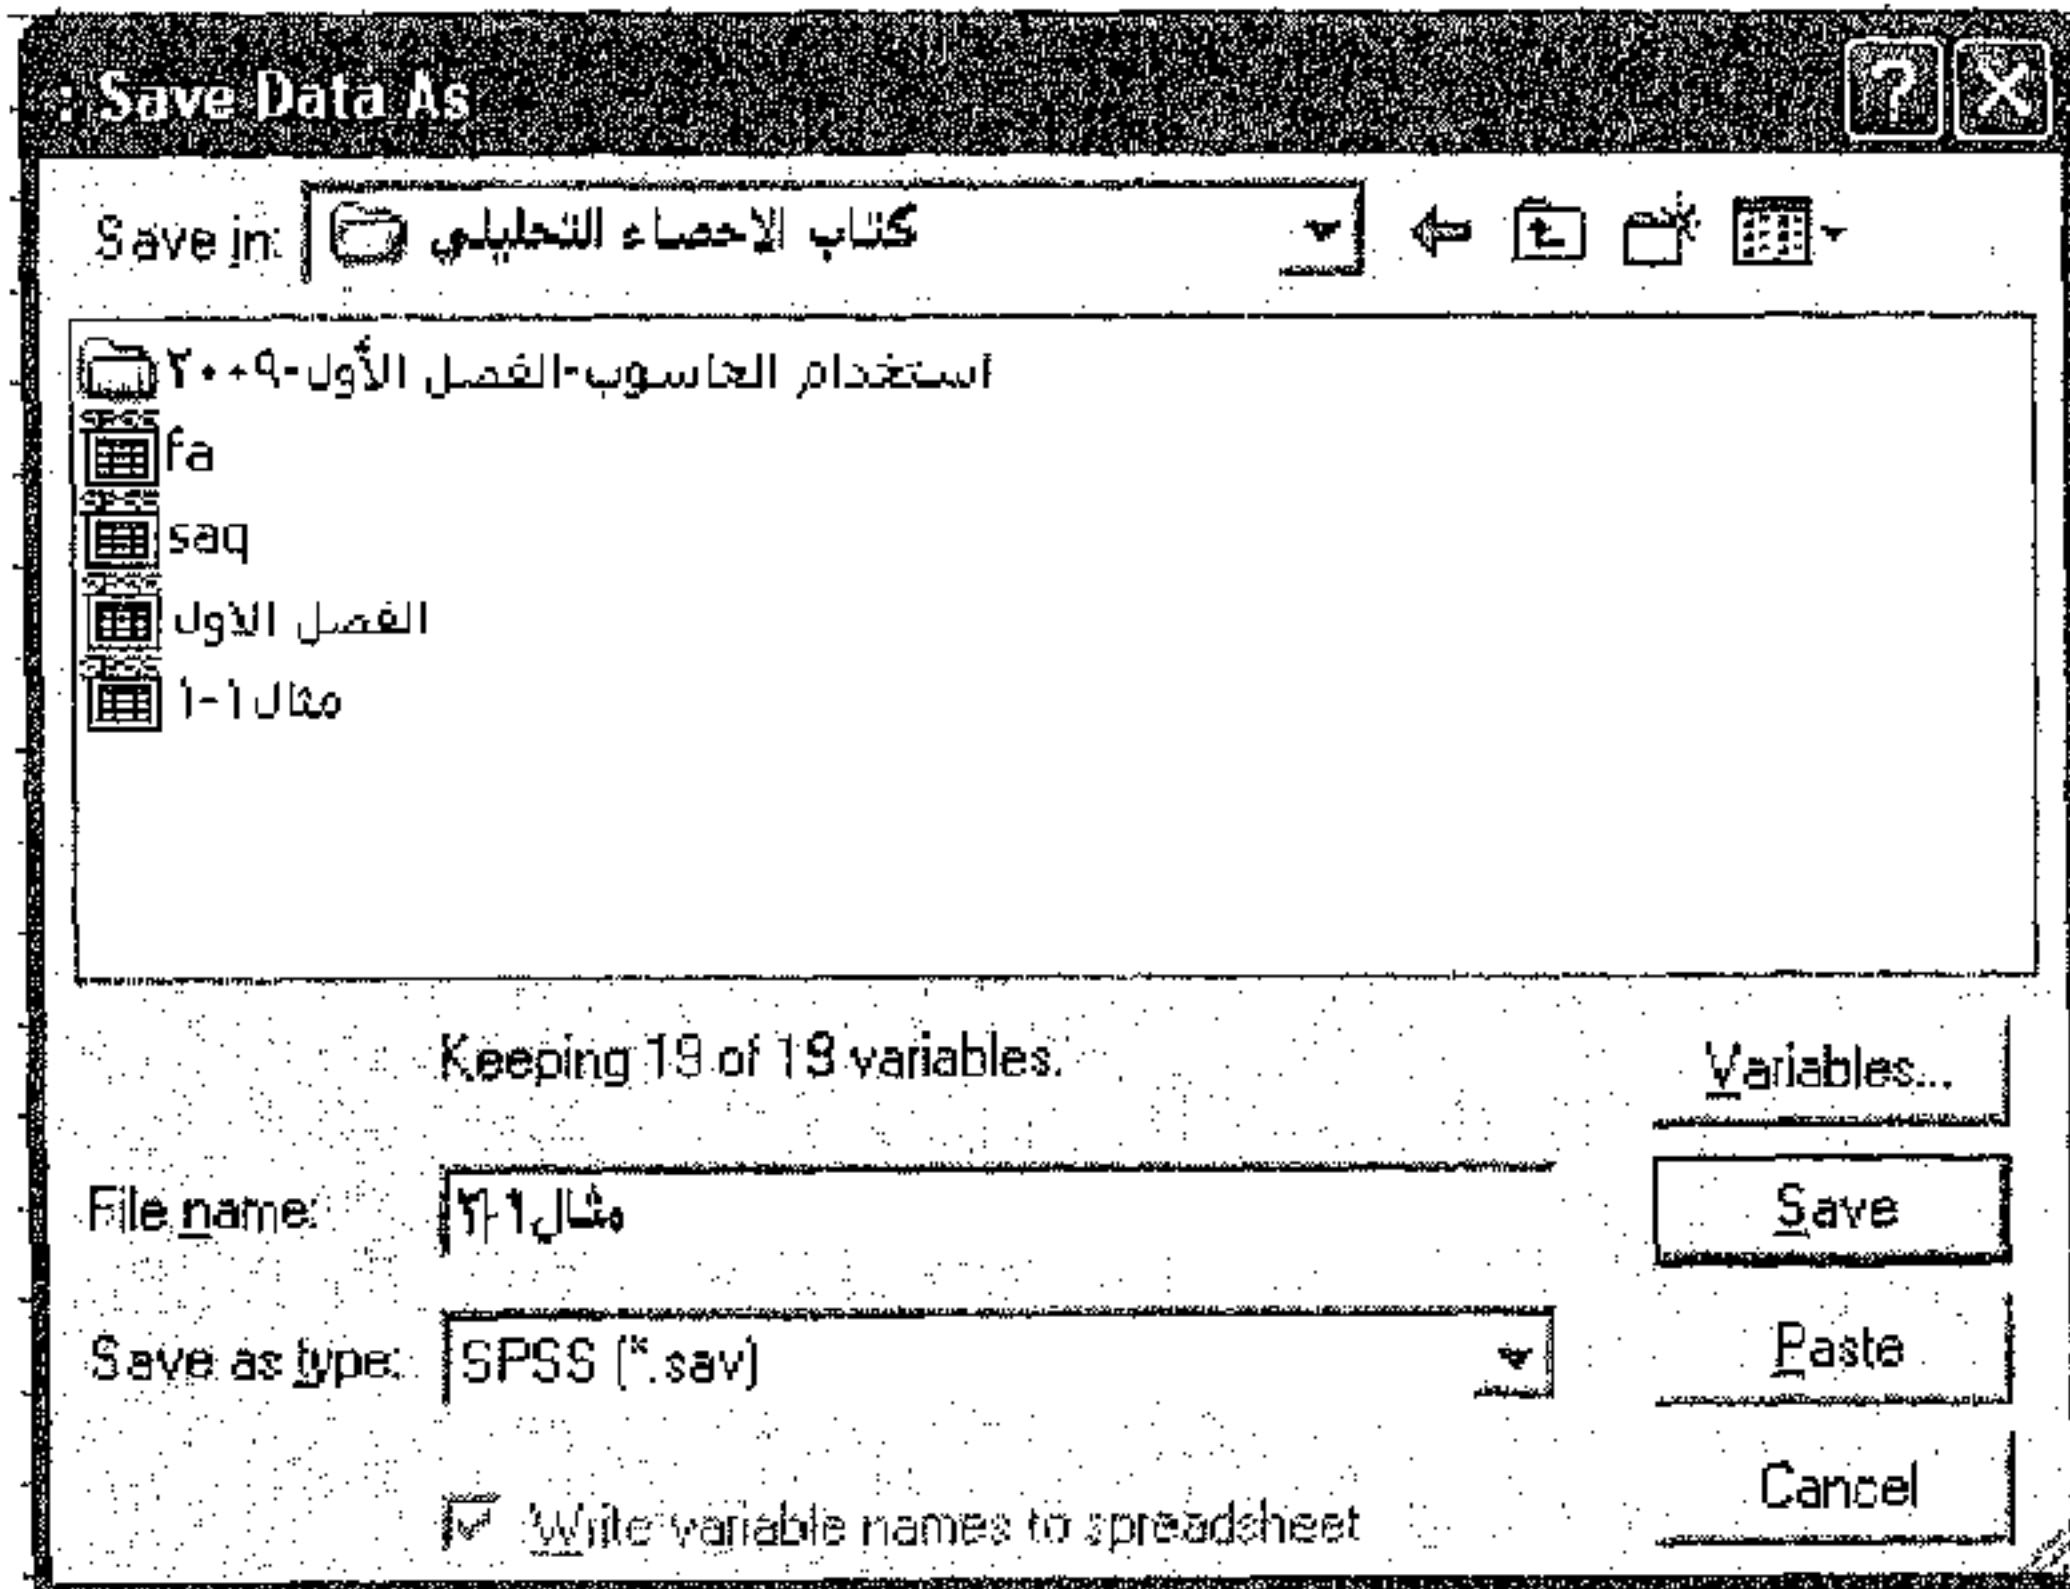 Save Data As
Save in: كتاب الاحصاء التحليلي
استخدام الحاسوب-الفصل الأول-٢٠٠٩
fa
saq
الفصل الاول
مثال١-١
Keeping 19 of 19 variables.
Variables...
File name: مثال١-٢
Save
Save as type: SPSS (*.sav)
Paste
Write variable names to spreadsheet
Cancel